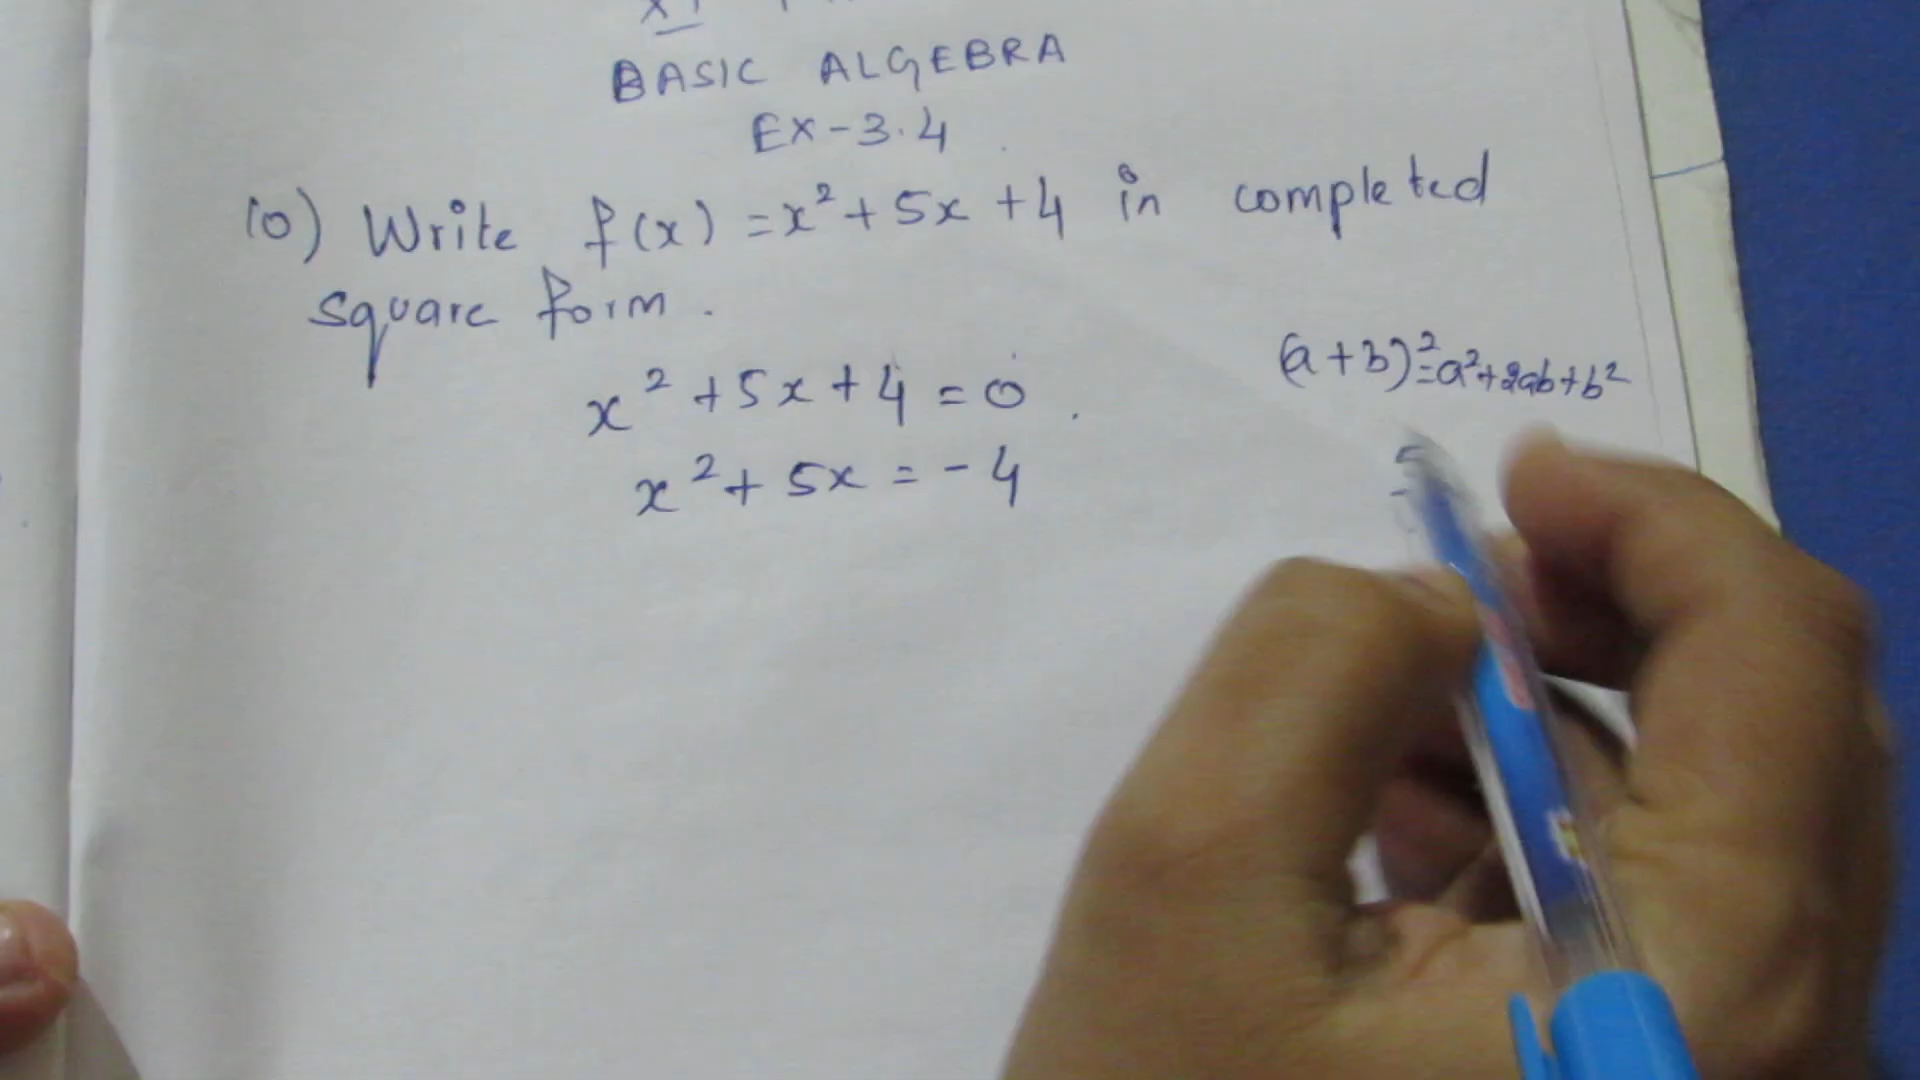 BASIC ALGEBRA
EX-3.4
10) Write f(x) = x² + 5x + 4 in completed
square form.
x² + 5x + 4 = 0
(a+b)² = a²+2ab+b²
x² + 5x = -4
5